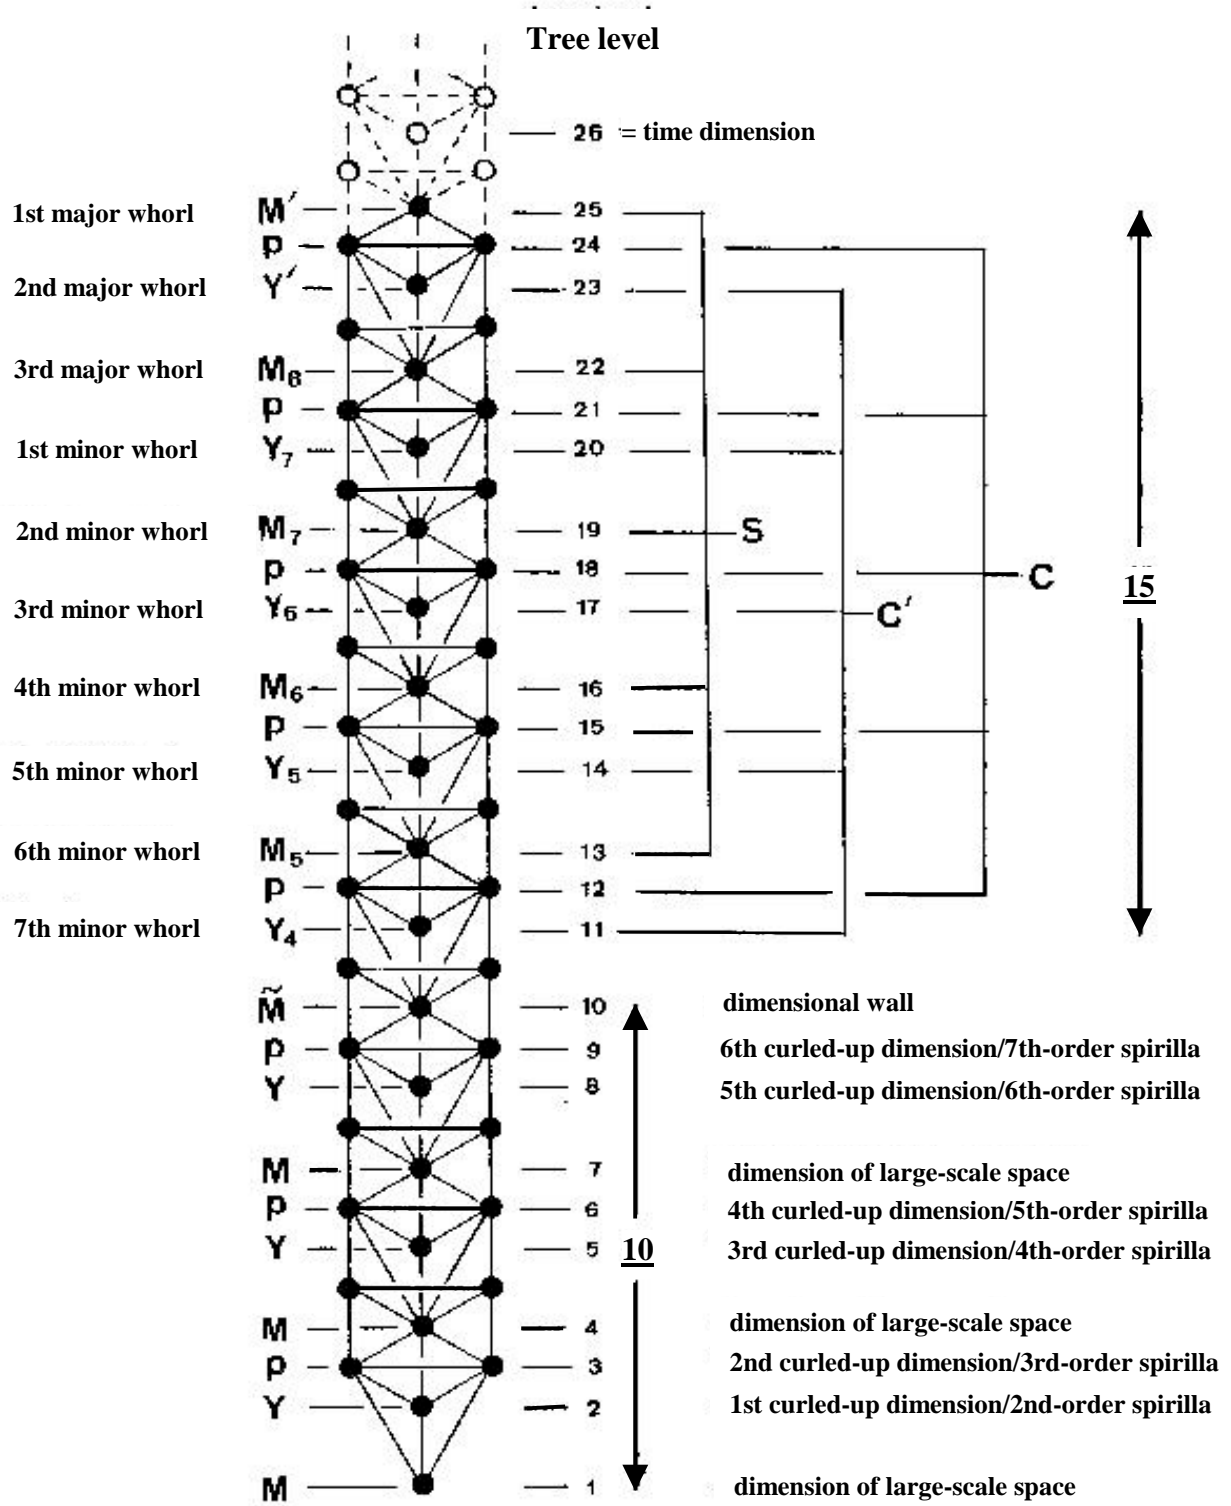 Tree level
26 = time dimension
1st major whorl M′ 25
P 24
2nd major whorl Y′ 23
3rd major whorl M8 22
P 21
1st minor whorl Y7 20
2nd minor whorl M7 19 S
P 18 C
15
3rd minor whorl Y6 17 C′
4th minor whorl M6 16
P 15
5th minor whorl Y5 14
6th minor whorl M5 13
P 12
7th minor whorl Y4 11
M̃ 10 dimensional wall
P 9 6th curled-up dimension/7th-order spirilla
Y 8 5th curled-up dimension/6th-order spirilla
M 7 dimension of large-scale space
P 6 4th curled-up dimension/5th-order spirilla
Y 5 10 3rd curled-up dimension/4th-order spirilla
M 4 dimension of large-scale space
P 3 2nd curled-up dimension/3rd-order spirilla
Y 2 1st curled-up dimension/2nd-order spirilla
M 1 dimension of large-scale space